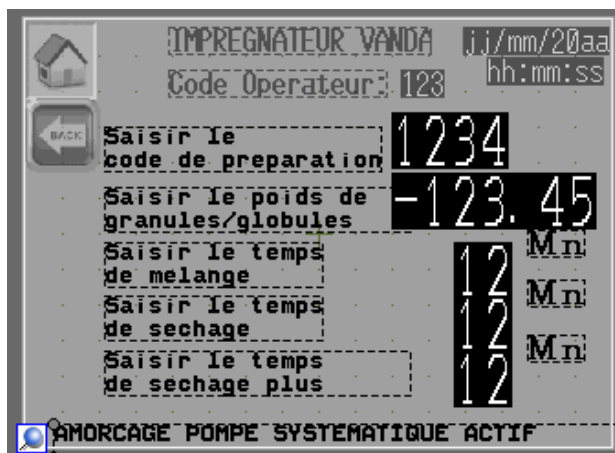 IMPREGNATEUR VANDA
jj/mm/20aa
hh:mm:ss
Code Operateur: 123
BACK
Saisir le
code de preparation
1234
Saisir le poids de
granules/globules
-123.45
Saisir le temps
de melange
12 Mn
Saisir le temps
de sechage
12 Mn
Saisir le temps
de sechage plus
12 Mn
AMORCAGE POMPE SYSTEMATIQUE ACTIF